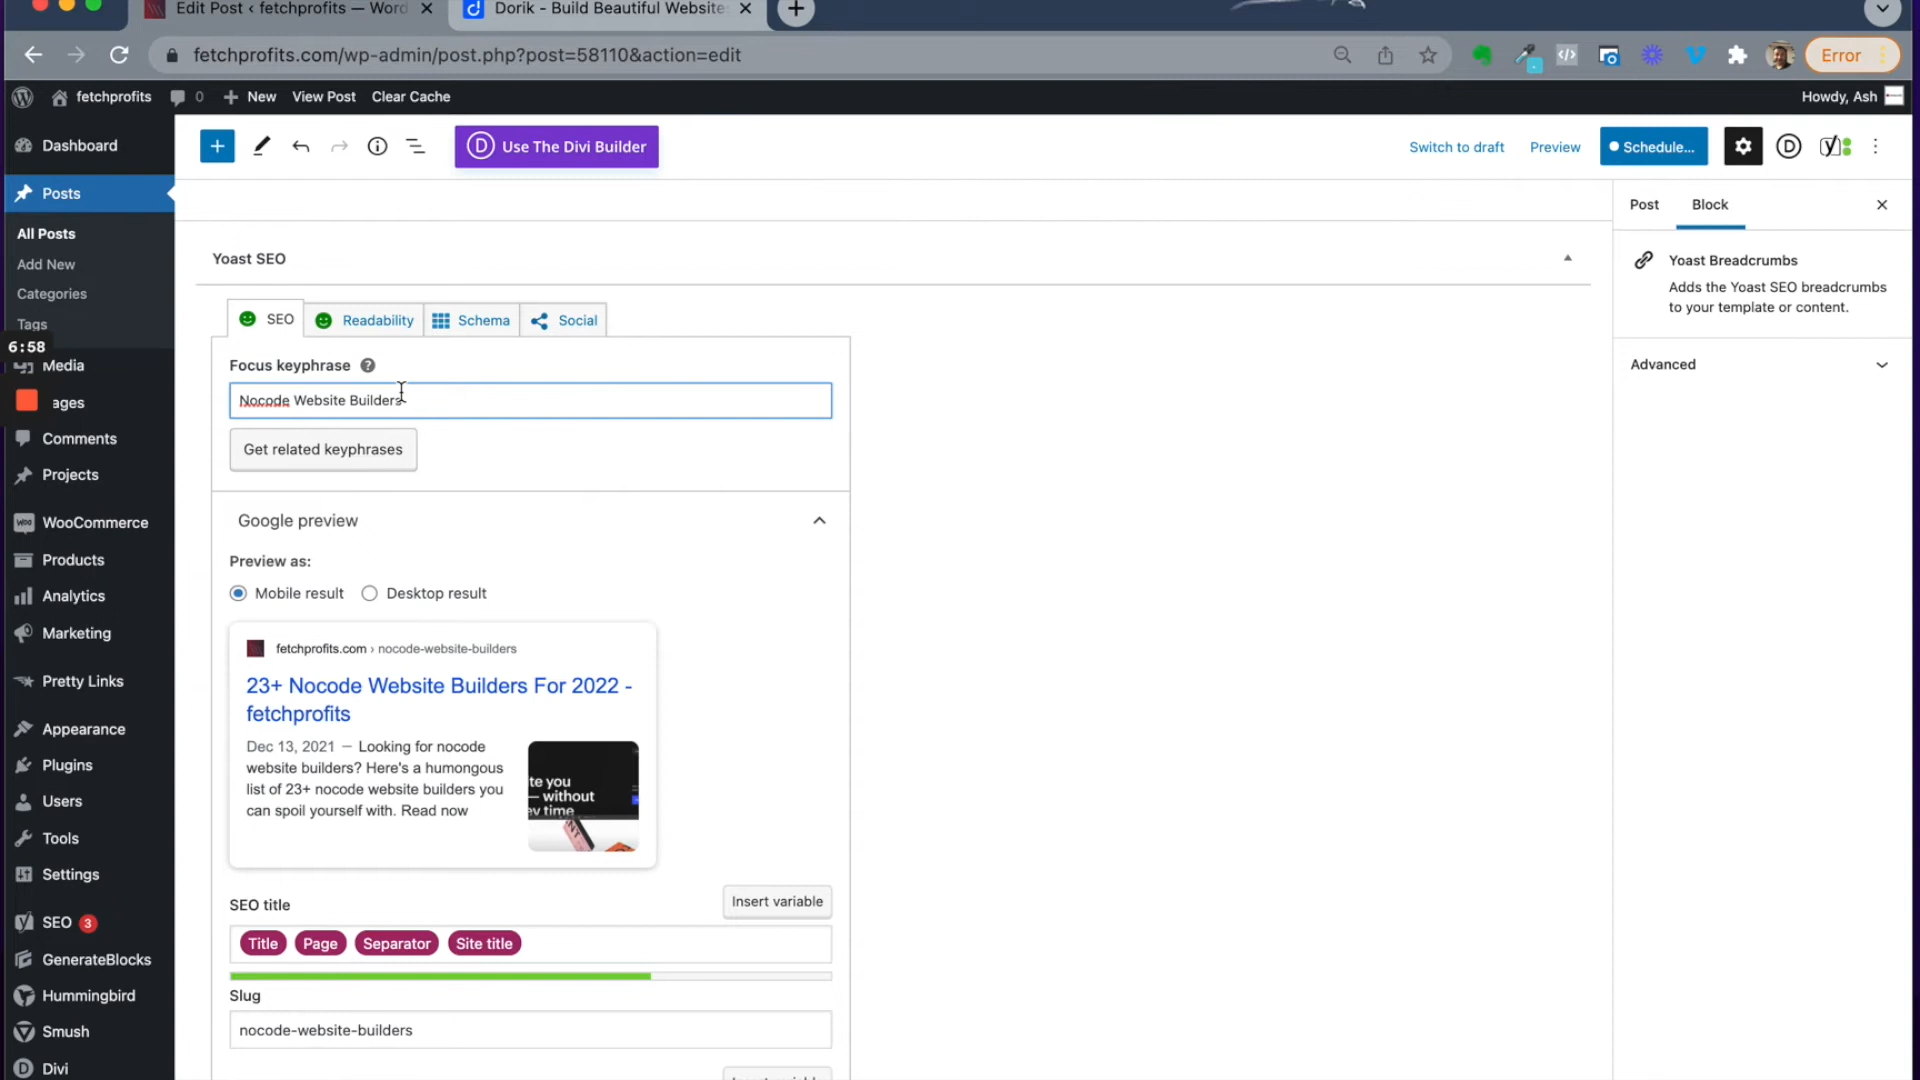 Edit Post ‹ fetchprofits — Word
Dorik - Build Beautiful Website
fetchprofits.com/wp-admin/post.php?post=58110&action=edit
Error
fetchprofits
0
New
View Post
Clear Cache
Howdy, Ash
Dashboard
Posts
All Posts
Add New
Categories
Tags
6:58
Media
ages
Comments
Projects
WooCommerce
Products
Analytics
Marketing
Pretty Links
Appearance
Plugins
Users
Tools
Settings
SEO 3
GenerateBlocks
Hummingbird
Smush
Divi
D Use The Divi Builder
Switch to draft
Preview
Schedule...
Yoast SEO
SEO
Readability
Schema
Social
Focus keyphrase
Nocode Website Builders
Get related keyphrases
Google preview
Preview as:
Mobile result
Desktop result
fetchprofits.com › nocode-website-builders
23+ Nocode Website Builders For 2022 -
fetchprofits
Dec 13, 2021 — Looking for nocode
website builders? Here's a humongous
list of 23+ nocode website builders you
can spoil yourself with. Read now
te you
— without
ev time
SEO title
Insert variable
Title
Page
Separator
Site title
Slug
nocode-website-builders
Post
Block
Yoast Breadcrumbs
Adds the Yoast SEO breadcrumbs
to your template or content.
Advanced